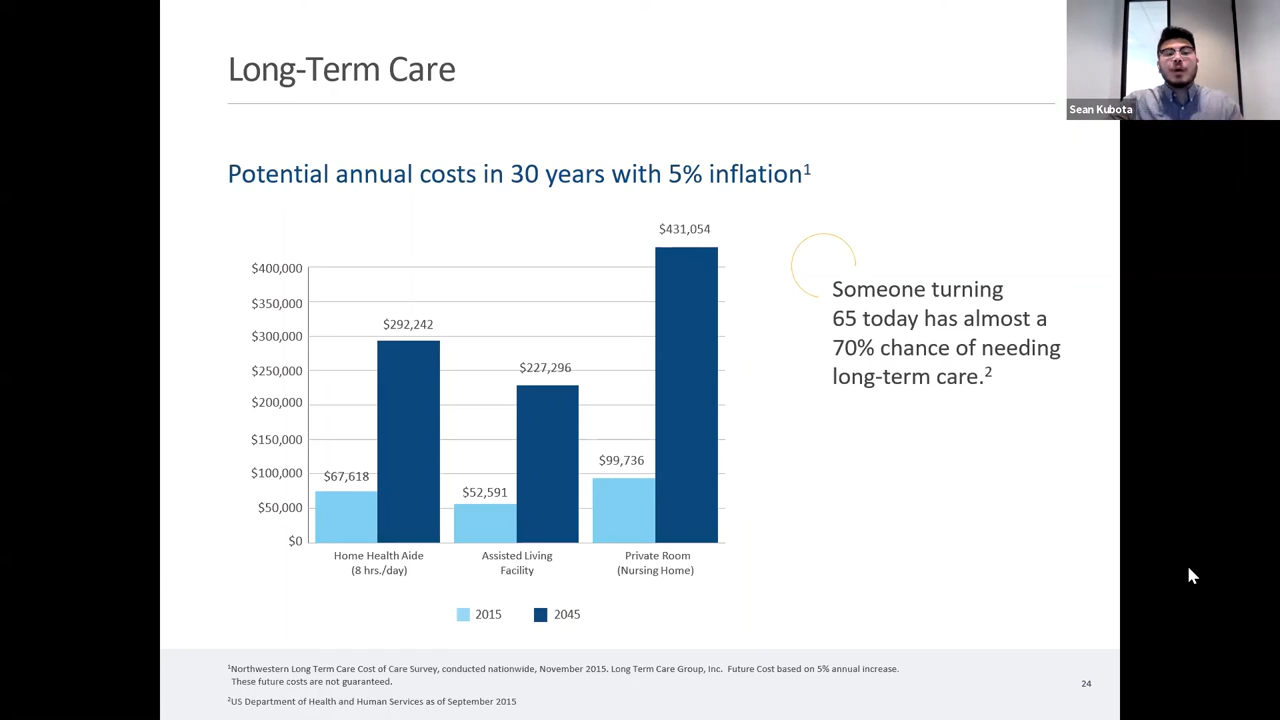 Long-Term Care
Sean Kubota
Potential annual costs in 30 years with 5% inflation¹
$431,054
$400,000
$350,000
$300,000
$250,000
$200,000
$150,000
$100,000
$50,000
$0
$292,242
$227,296
$67,618
$52,591
$99,736
Home Health Aide
(8 hrs./day)
Assisted Living
Facility
Private Room
(Nursing Home)
2015
2045
Someone turning
65 today has almost a
70% chance of needing
long-term care.²
¹Northwestern Long Term Care Cost of Care Survey, conducted nationwide, November 2015. Long Term Care Group, Inc. Future Cost based on 5% annual increase.
These future costs are not guaranteed.
²US Department of Health and Human Services as of September 2015
24